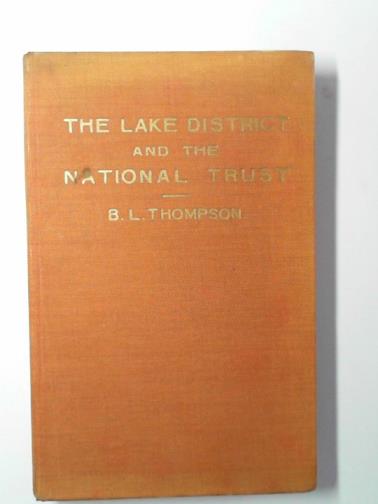 THE LAKE DISTRICT
AND THE
NATIONAL TRUST
B. L. THOMPSON